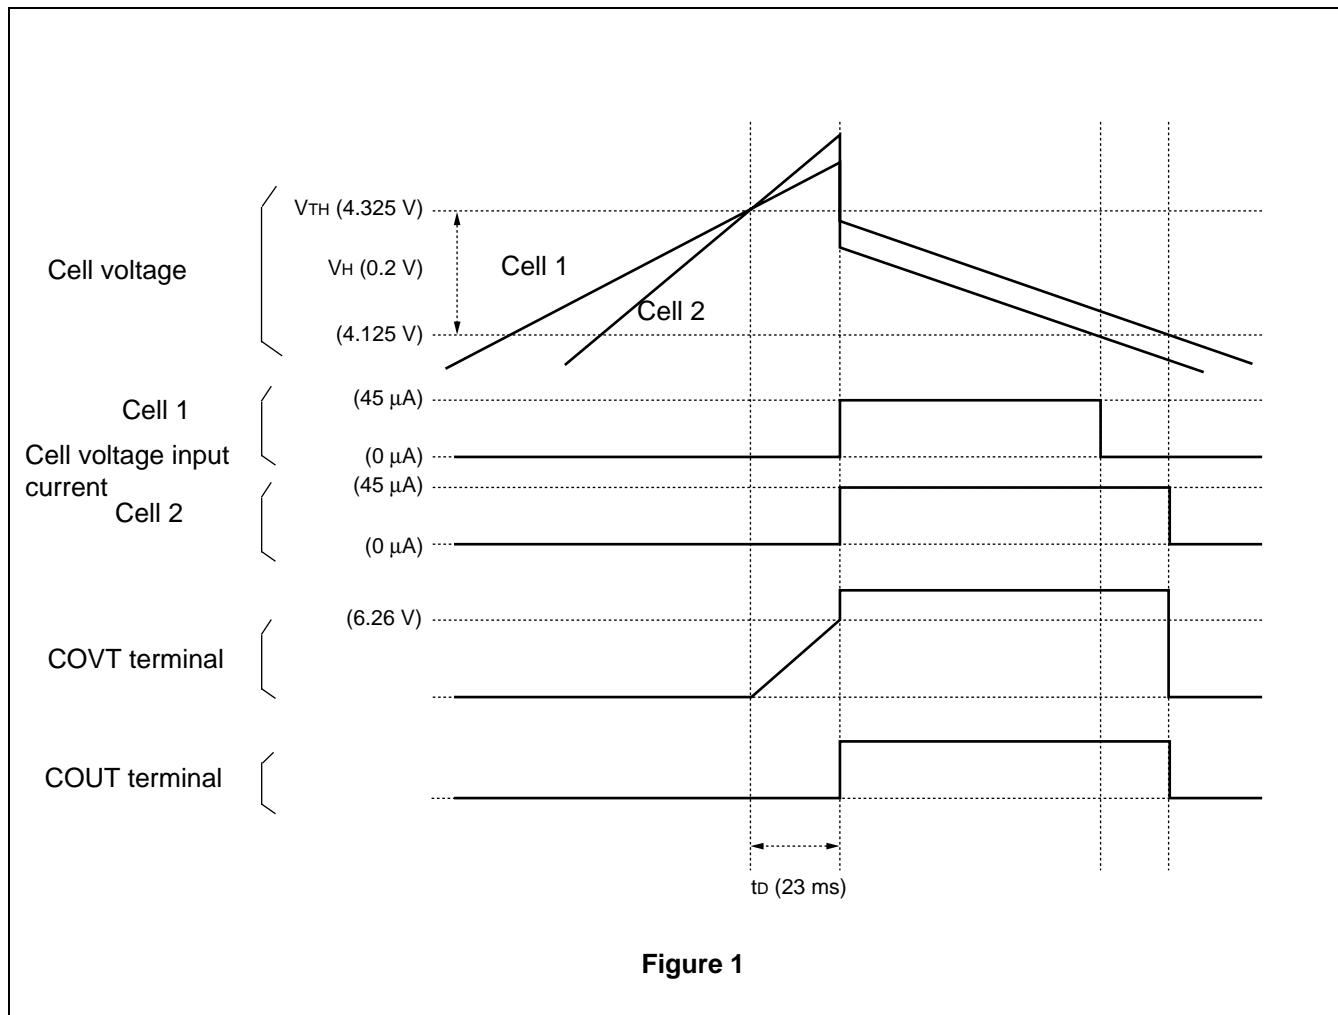 VTH (4.325 V)
Cell voltage
VH (0.2 V)
Cell 1
Cell 2
(4.125 V)
Cell 1
(45 μA)
Cell voltage input
current
(0 μA)
Cell 2
(45 μA)
(0 μA)
(6.26 V)
COVT terminal
COUT terminal
tD (23 ms)
Figure 1